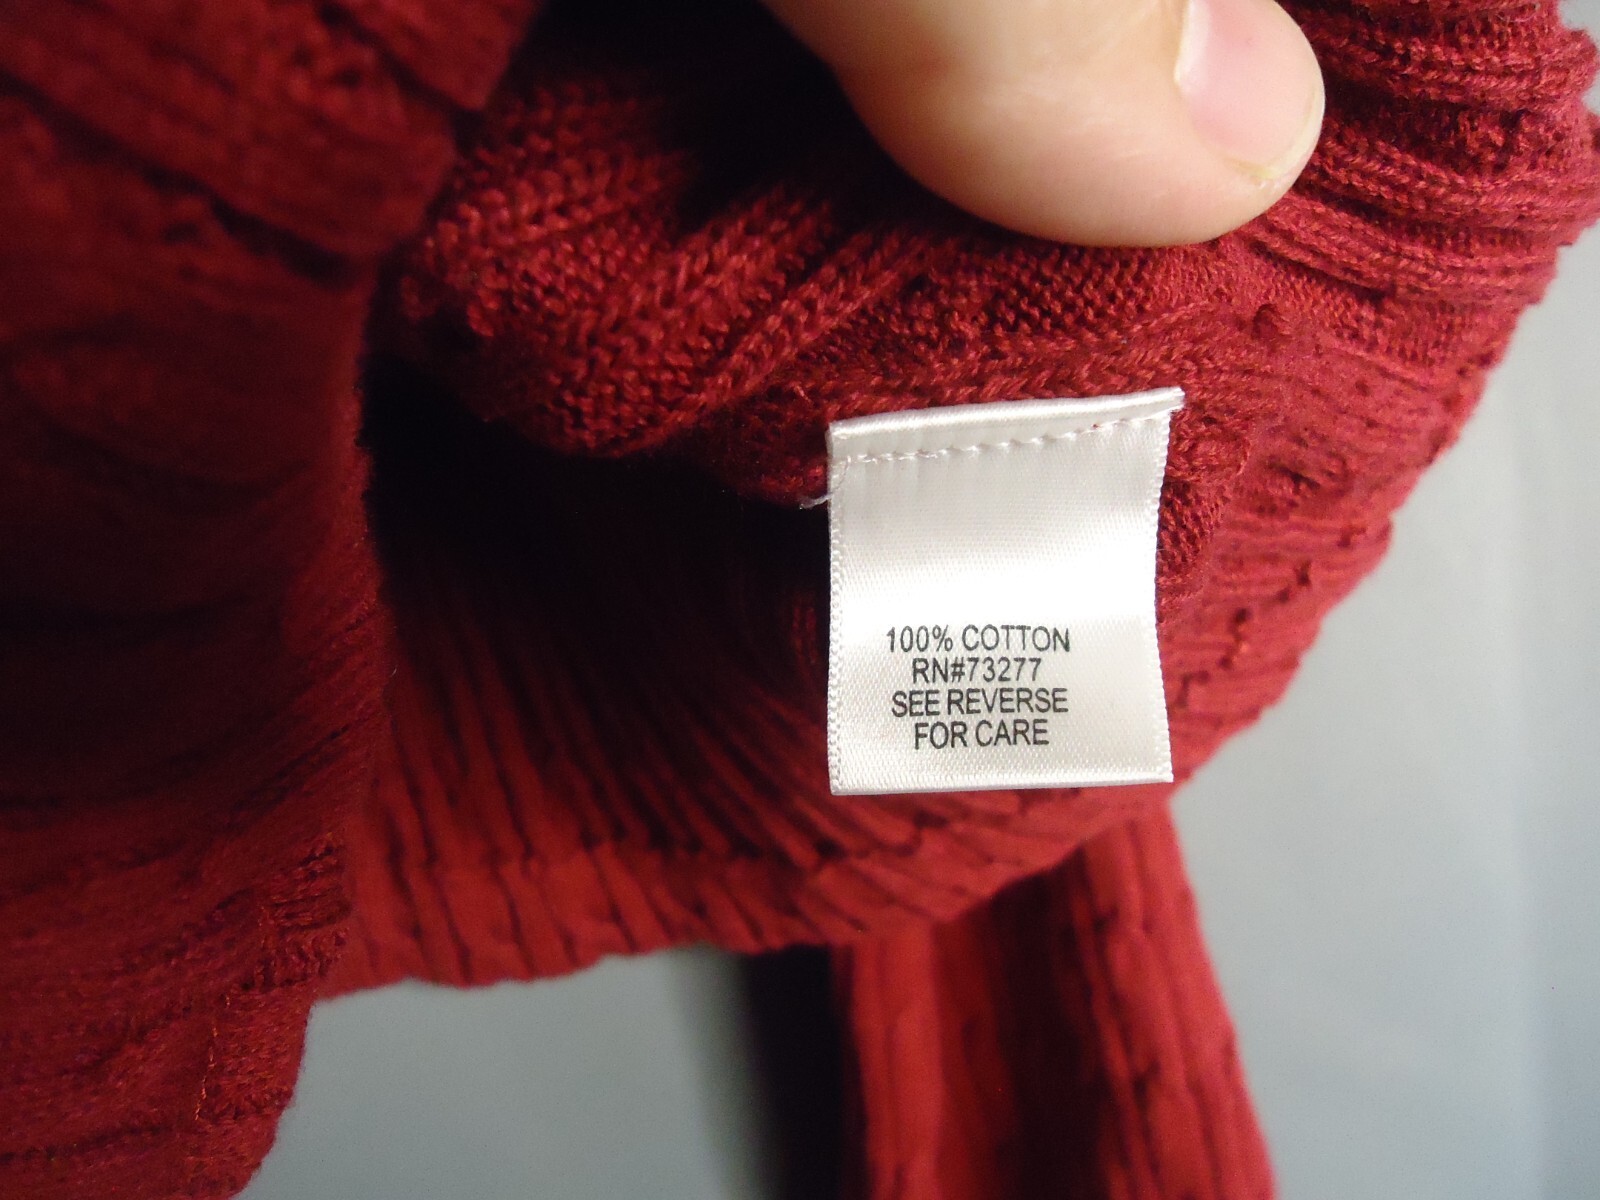 100% COTTON
RN#73277
SEE REVERSE
FOR CARE